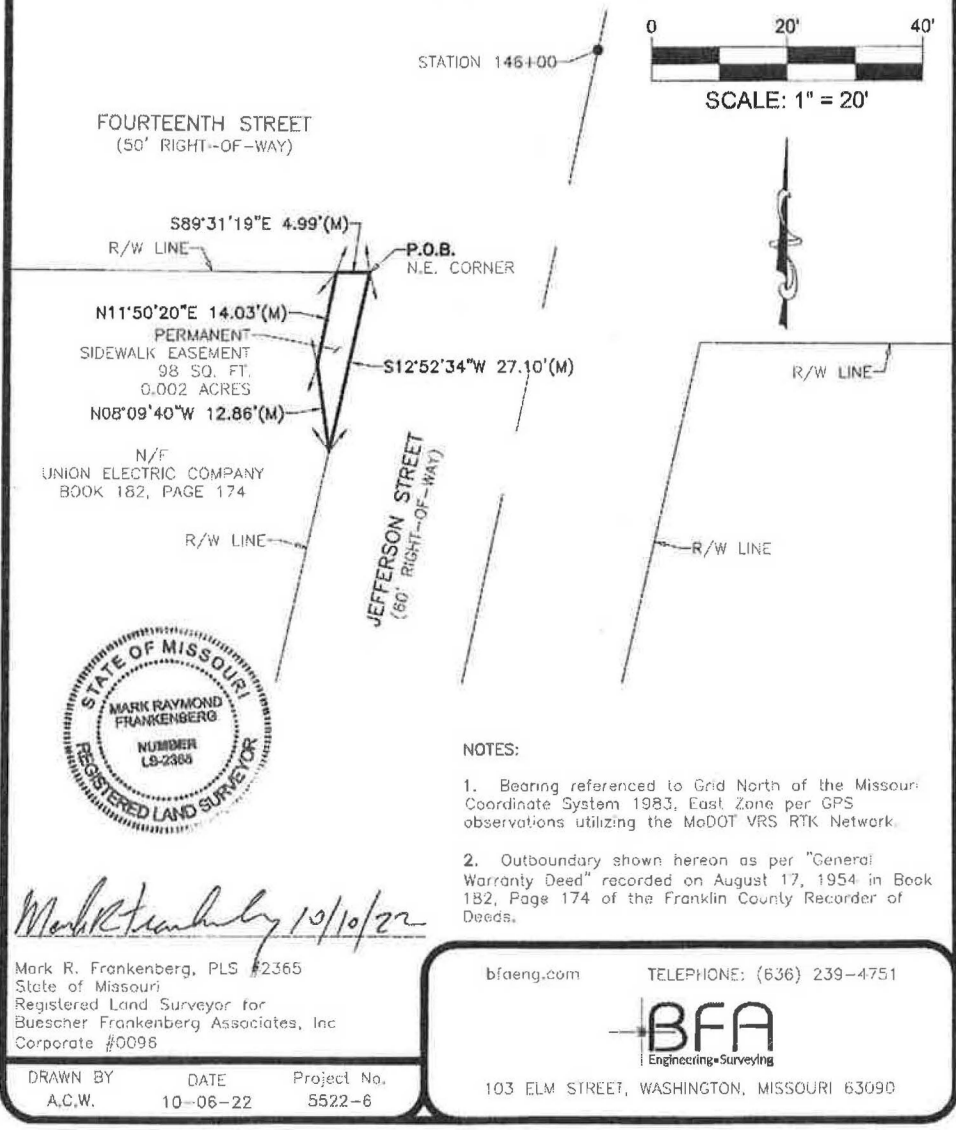 0 20' 40'
SCALE: 1" = 20'
STATION 146+00
FOURTEENTH STREET
(50' RIGHT-OF-WAY)
S89°31'19"E 4.99'(M)
R/W LINE
P.O.B.
N.E. CORNER
N11°50'20"E 14.03'(M)
PERMANENT
SIDEWALK EASEMENT
98 SQ. FT.
0.002 ACRES
S12°52'34"W 27.10'(M)
R/W LINE
N08°09'40"W 12.86'(M)
N/F
UNION ELECTRIC COMPANY
BOOK 182, PAGE 174
JEFFERSON STREET
(60' RIGHT-OF-WAY)
R/W LINE
R/W LINE
STATE OF MISSOURI
MARK RAYMOND
FRANKENBERG
NUMBER
LS-2365
REGISTERED LAND SURVEYOR
NOTES:
1. Bearing referenced to Grid North of the Missouri
Coordinate System 1983, East Zone per GPS
observations utilizing the MoDOT VRS RTK Network.
2. Outboundary shown hereon as per "General
Warranty Deed" recorded on August 17, 1954 in Book
182, Page 174 of the Franklin County Recorder of
Deeds.
Mark R Frankenberg 10/10/22
Mark R. Frankenberg, PLS #2365
State of Missouri
Registered Land Surveyor for
Buescher Frankenberg Associates, Inc
Corporate #0096
DRAWN BY DATE Project No.
A.C.W. 10-06-22 5522-6
bfaeng.com TELEPHONE: (636) 239-4751
BFA
Engineering▪Surveying
103 ELM STREET, WASHINGTON, MISSOURI 63090